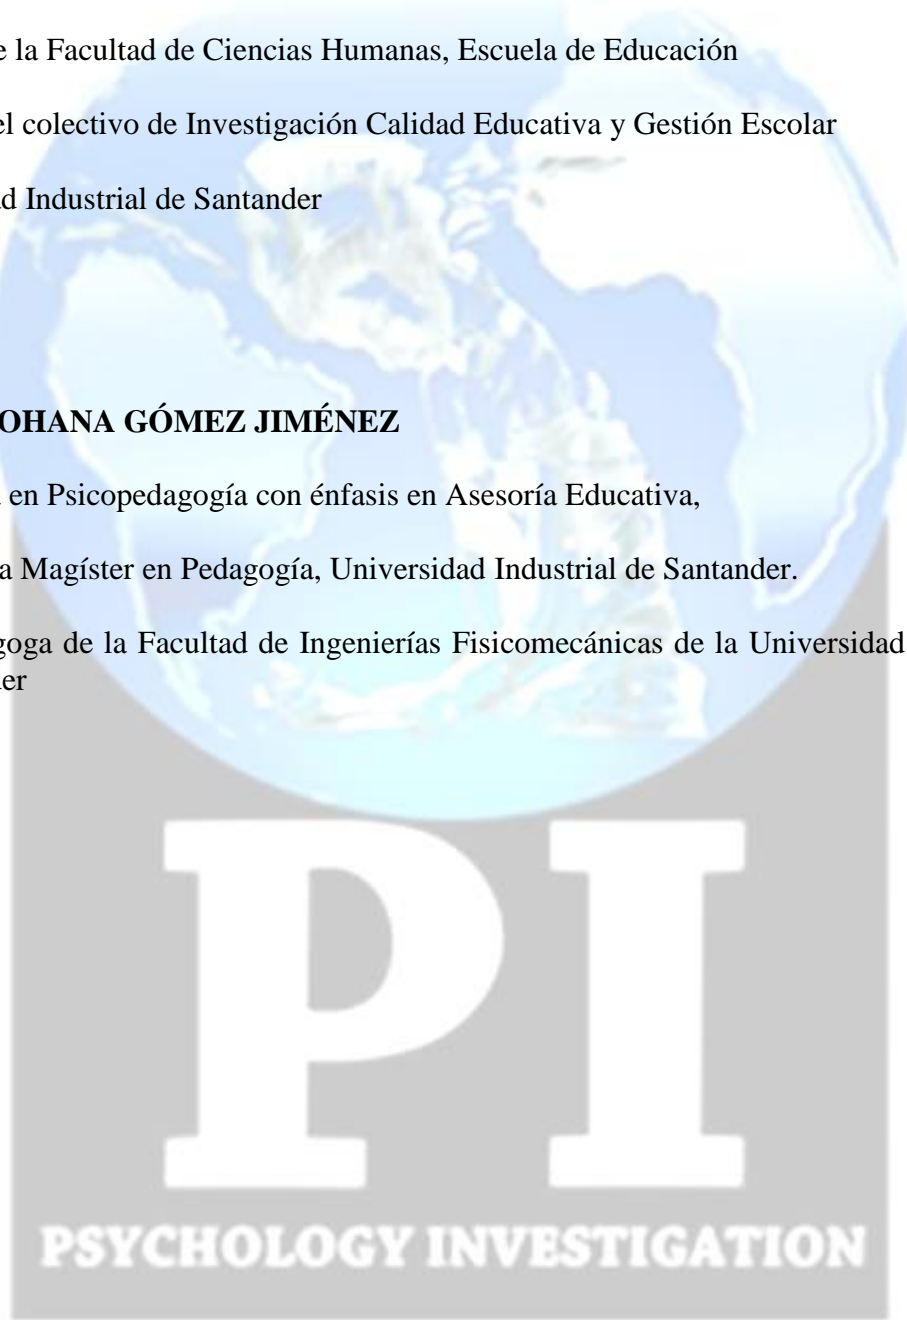 e la Facultad de Ciencias Humanas, Escuela de Educación
el colectivo de Investigación Calidad Educativa y Gestión Escolar
d Industrial de Santander
OHANA GÓMEZ JIMÉNEZ
en Psicopedagogía con énfasis en Asesoría Educativa,
a Magíster en Pedagogía, Universidad Industrial de Santander.
goga de la Facultad de Ingenierías Fisicomecánicas de la Universidad
er
PI
PSYCHOLOGY INVESTIGATION